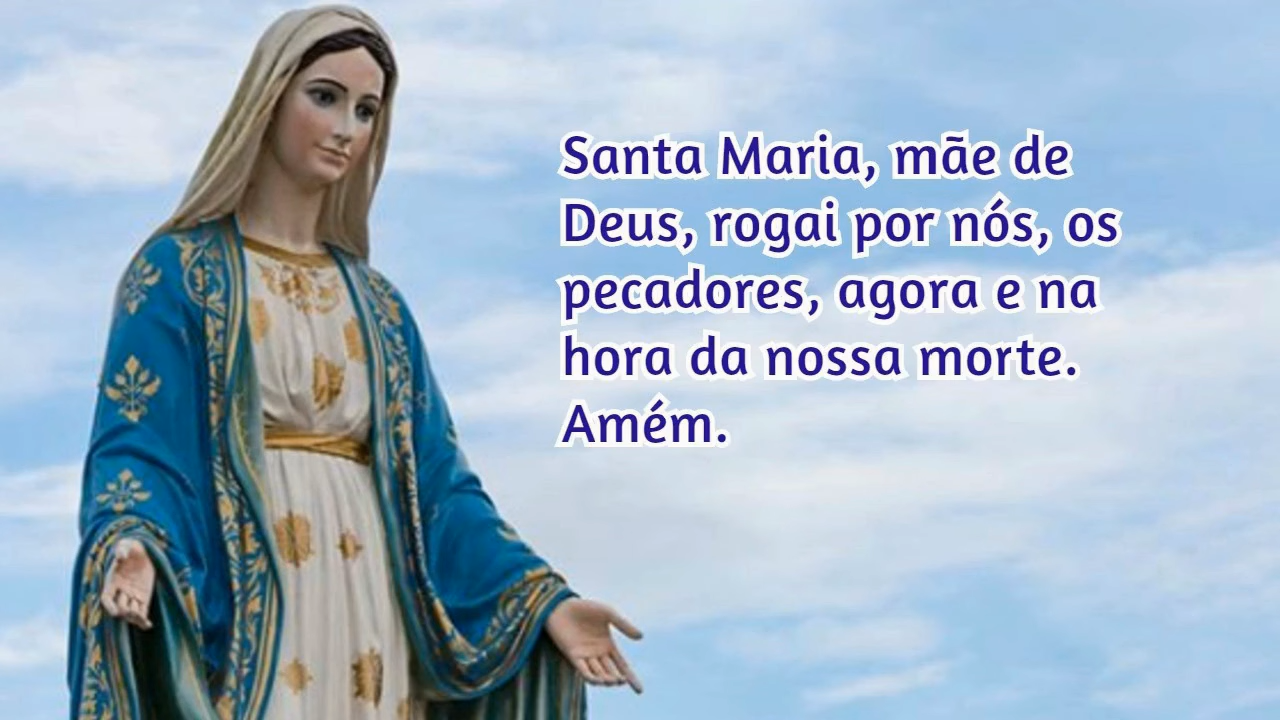 Santa Maria, mãe de
Deus, rogai por nós, os
pecadores, agora e na
hora da nossa morte.
Amém.